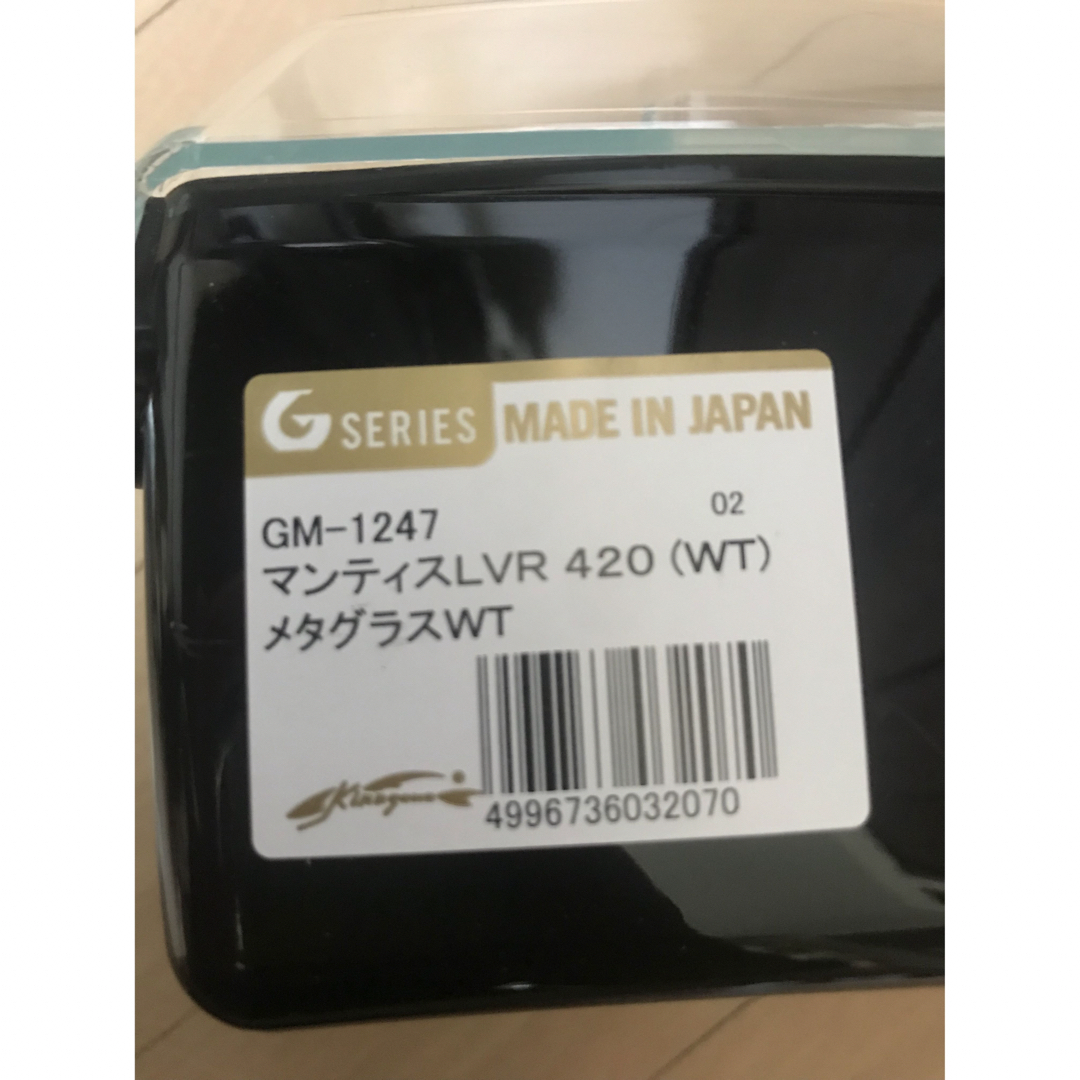 G SERIES MADE IN JAPAN
GM-1247 02
マンティスLVR 420 (WT)
メタグラスWT
Kinugawa
4996736032070